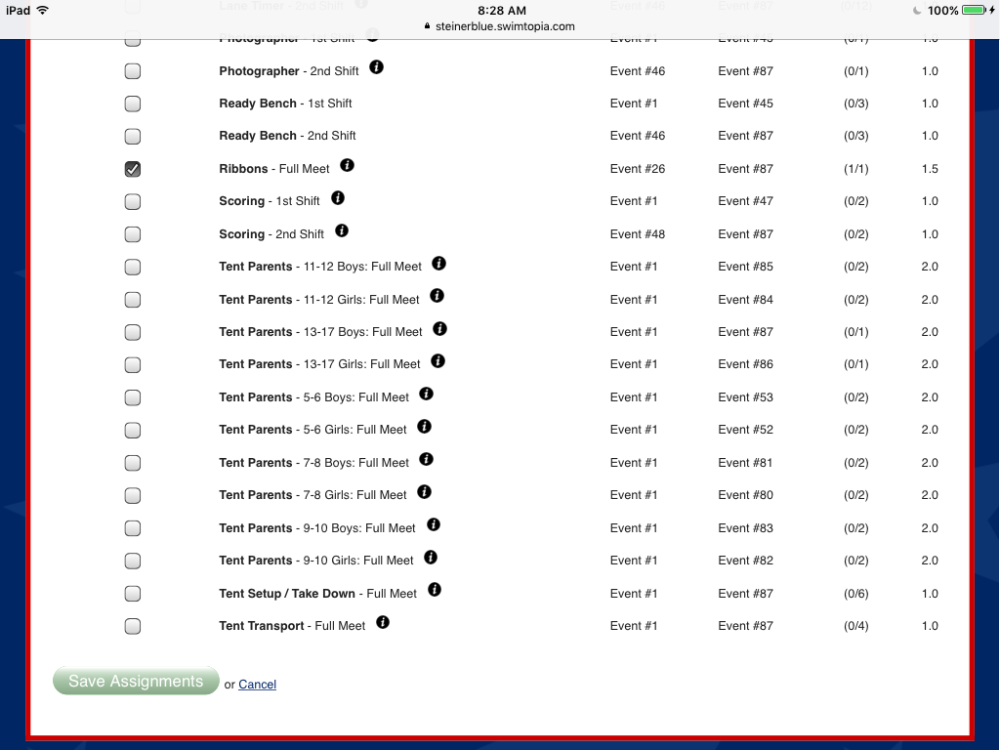 iPad 8:28 AM 100%
steinerblue.swimtopia.com
Lane Timer - 2nd Shift Event #46 Event #87 (0/12)
Photographer - 1st Shift Event #1 Event #45 (0/1) 1.0
Photographer - 2nd Shift Event #46 Event #87 (0/1) 1.0
Ready Bench - 1st Shift Event #1 Event #45 (0/3) 1.0
Ready Bench - 2nd Shift Event #46 Event #87 (0/3) 1.0
Ribbons - Full Meet Event #26 Event #87 (1/1) 1.5
Scoring - 1st Shift Event #1 Event #47 (0/2) 1.0
Scoring - 2nd Shift Event #48 Event #87 (0/2) 1.0
Tent Parents - 11-12 Boys: Full Meet Event #1 Event #85 (0/2) 2.0
Tent Parents - 11-12 Girls: Full Meet Event #1 Event #84 (0/2) 2.0
Tent Parents - 13-17 Boys: Full Meet Event #1 Event #87 (0/1) 2.0
Tent Parents - 13-17 Girls: Full Meet Event #1 Event #86 (0/1) 2.0
Tent Parents - 5-6 Boys: Full Meet Event #1 Event #53 (0/2) 2.0
Tent Parents - 5-6 Girls: Full Meet Event #1 Event #52 (0/2) 2.0
Tent Parents - 7-8 Boys: Full Meet Event #1 Event #81 (0/2) 2.0
Tent Parents - 7-8 Girls: Full Meet Event #1 Event #80 (0/2) 2.0
Tent Parents - 9-10 Boys: Full Meet Event #1 Event #83 (0/2) 2.0
Tent Parents - 9-10 Girls: Full Meet Event #1 Event #82 (0/2) 2.0
Tent Setup / Take Down - Full Meet Event #1 Event #87 (0/6) 1.0
Tent Transport - Full Meet Event #1 Event #87 (0/4) 1.0
Save Assignments or Cancel